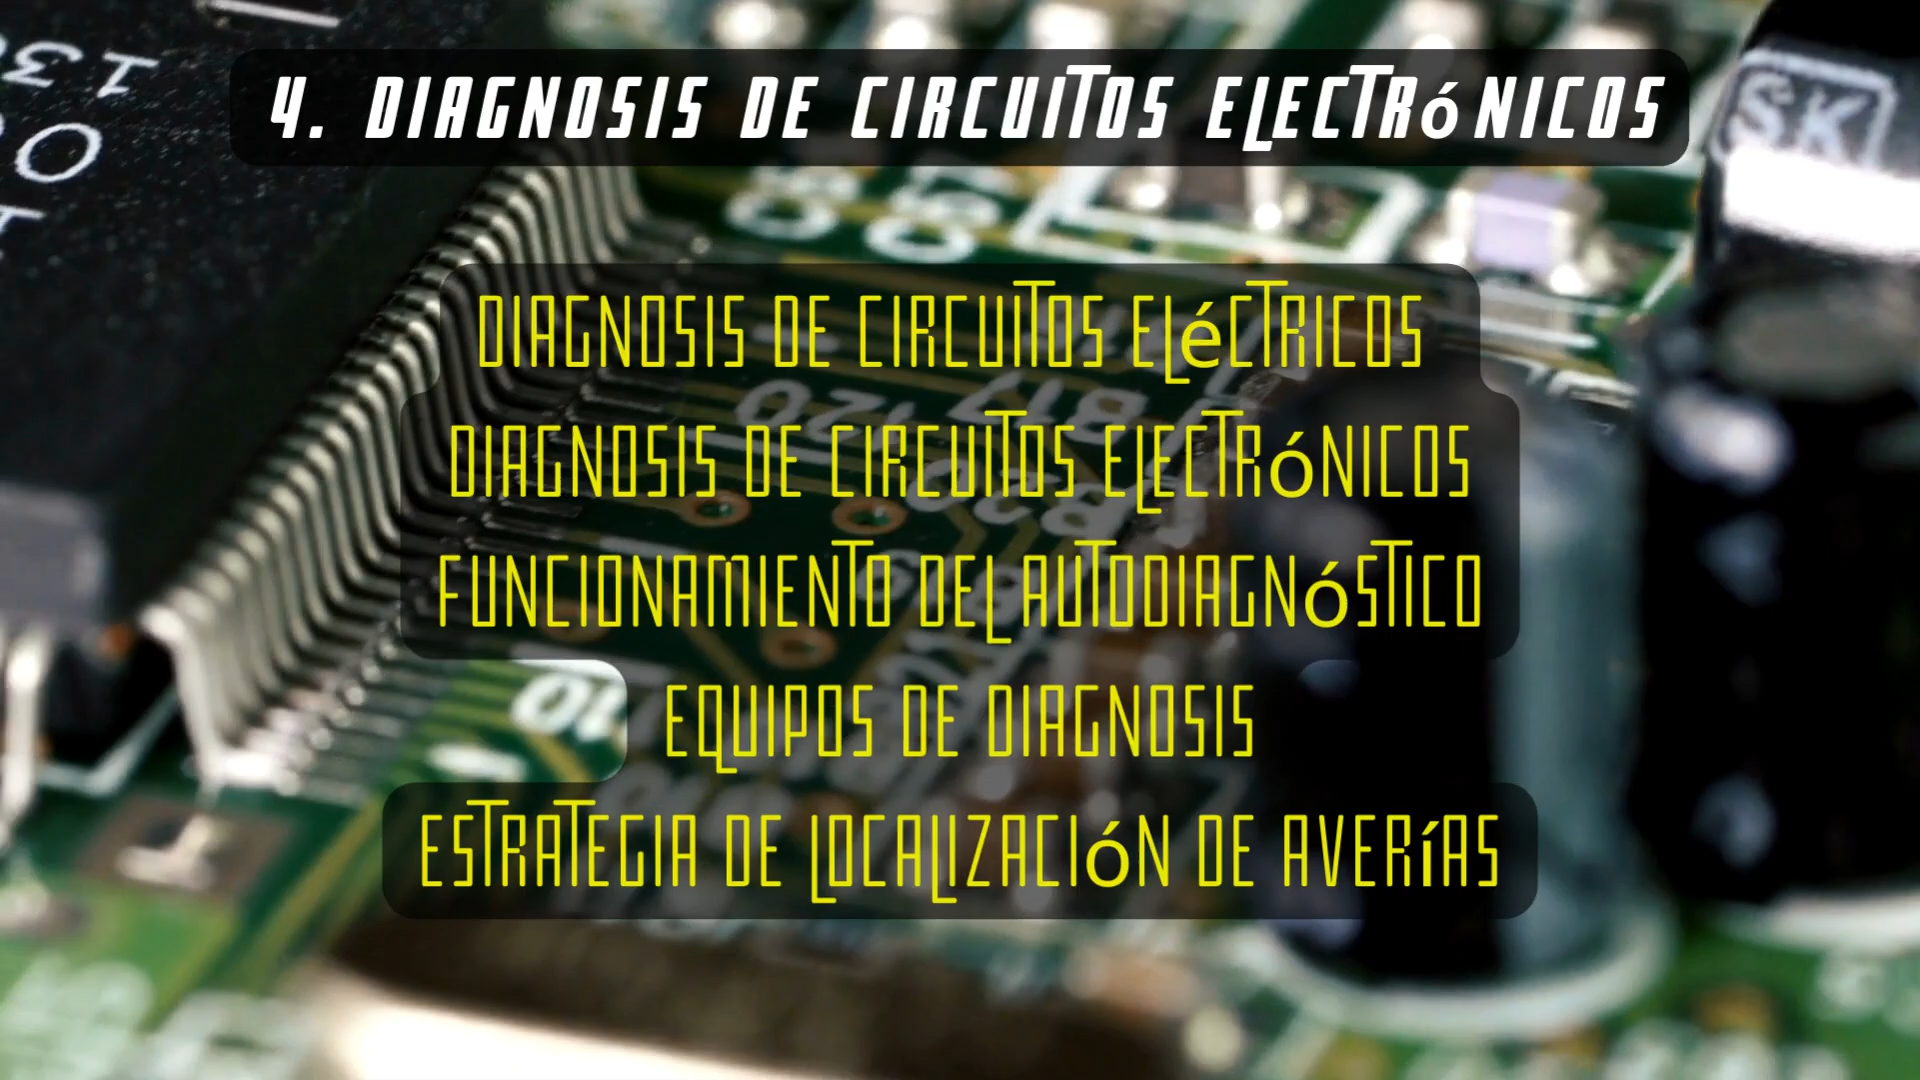 4. DIAGNOSIS DE CIRCUITOS ELECTRóNICOS
DIAGNOSIS DE CIRCUITOS ELéCTRICOS
DIAGNOSIS DE CIRCUITOS ELECTRóNICOS
FUNCIONAMIENTO DEL AUTODIAGNóSTICO
EQUIPOS DE DIAGNOSIS
ESTRATEGIA DE LOCALIZACIóN DE AVERíAS
SK